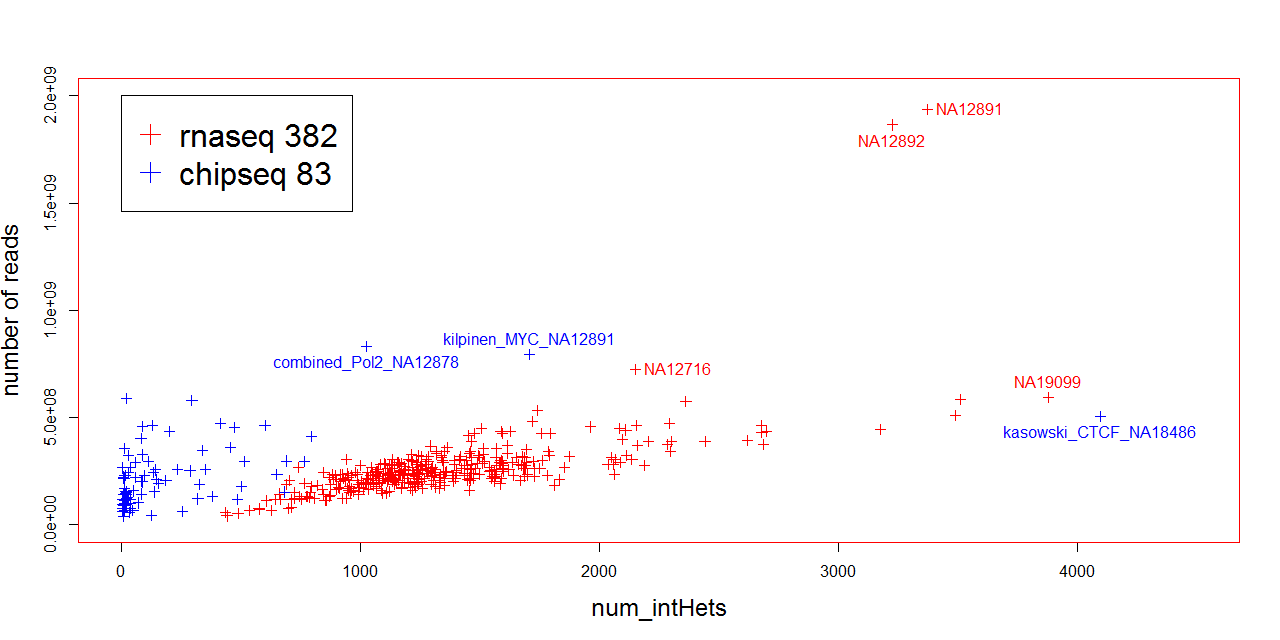 2.0e+09
1.5e+09
1.0e+09
5.0e+08
0.0e+00
number of reads
rnaseq 382
chipseq 83
NA12891
NA12892
kilpinen_MYC_NA12891
combined_Pol2_NA12878
NA12716
NA19099
kasowski_CTCF_NA18486
0 1000 2000 3000 4000
num_intHets